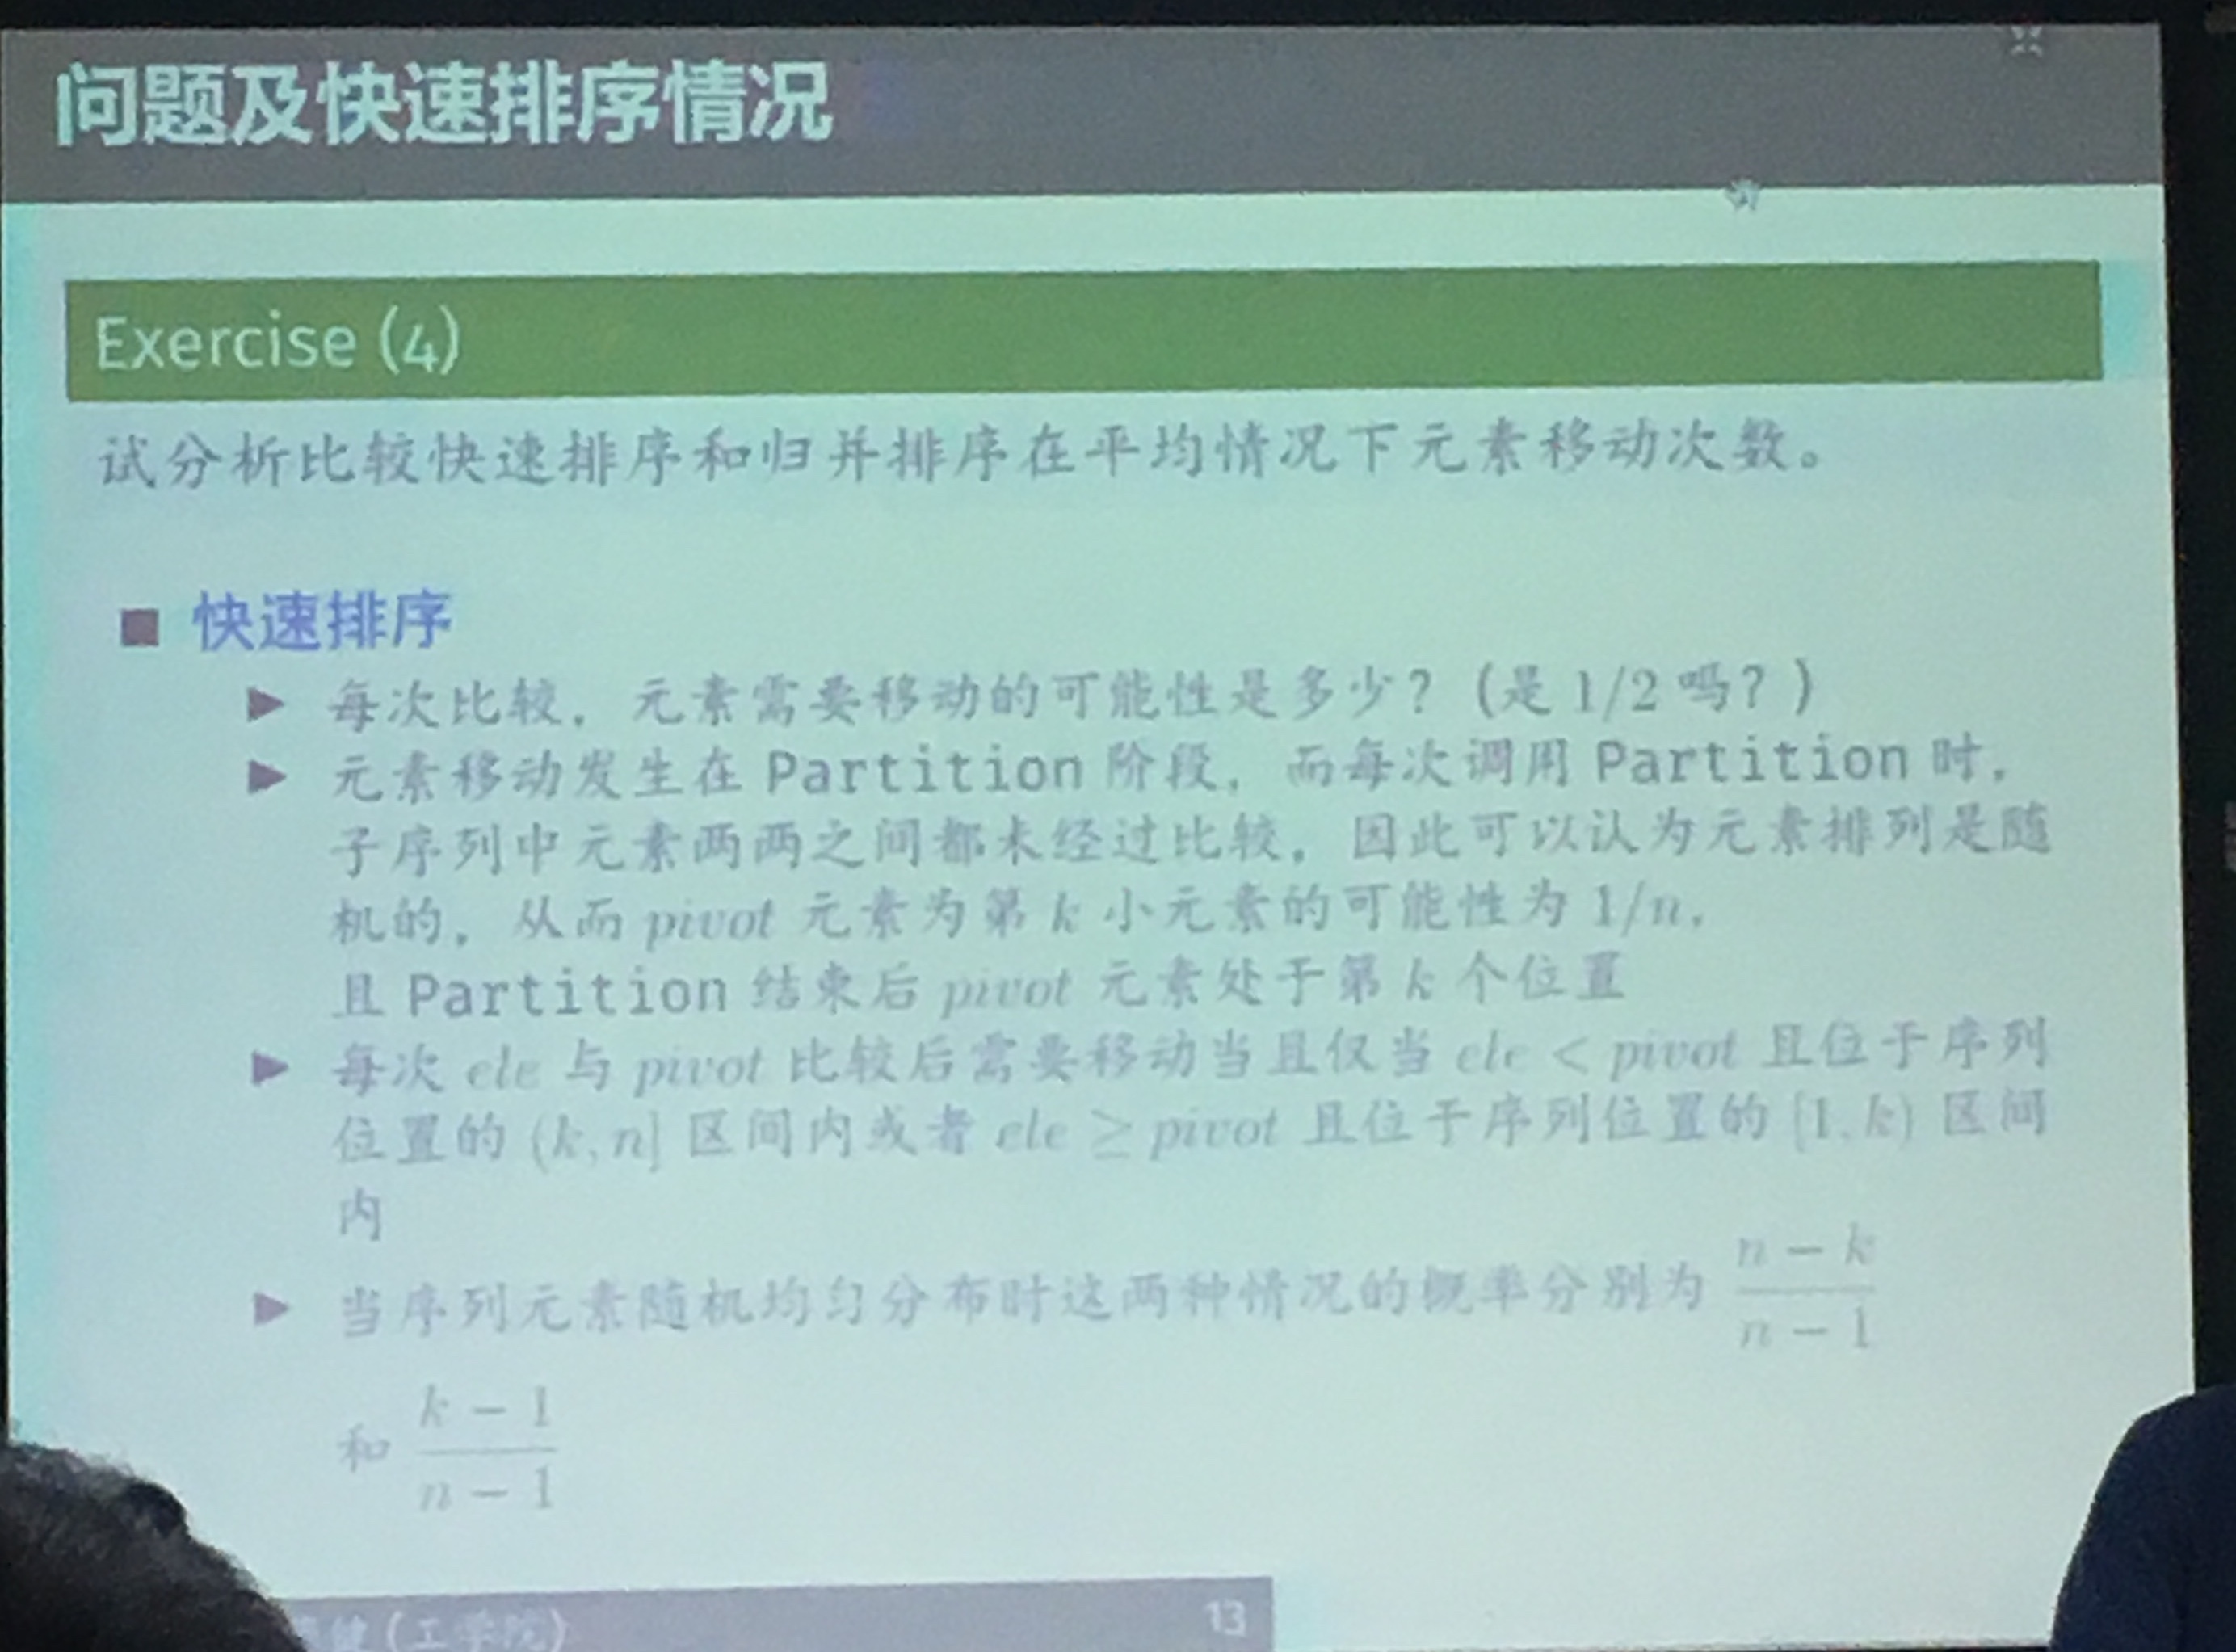 问题及快速排序情况
Exercise (4)
试分析比较快速排序和归并排序在平均情况下元素移动次数。
■ 快速排序
▶ 每次比较，元素需要移动的可能性是多少？(是 1/2 吗？)
▶ 元素移动发生在 Partition 阶段，而每次调用 Partition 时，
子序列中元素两两之间都未经过比较，因此可以认为元素排列是随
机的，从而 pivot 元素为第 k 小元素的可能性为 1/n，
且 Partition 结束后 pivot 元素处于第 k 个位置
▶ 每次 ele 与 pivot 比较后需要移动当且仅当 ele < pivot 且位于序列
位置的 (k, n] 区间内或者 ele ≥ pivot 且位于序列位置的 [1, k) 区间
内
▶ 当序列元素随机均匀分布时这两种情况的概率分别为 (n − k)/(n − 1)
和 (k − 1)/(n − 1)
(工学院)
13